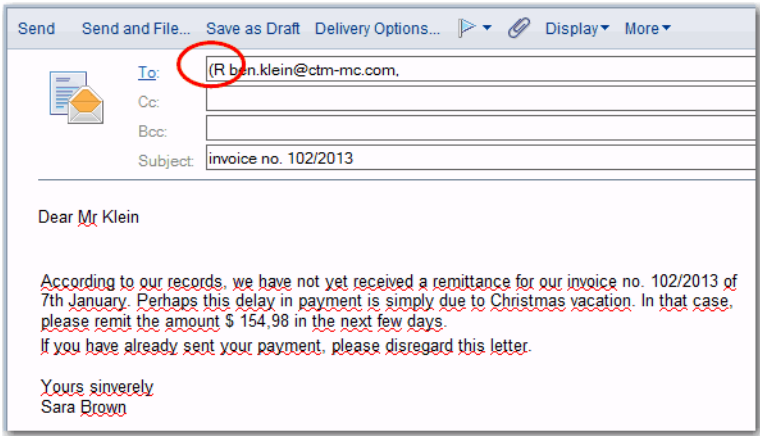 Send Send and File... Save as Draft Delivery Options... Display More
To: (R ben.klein@ctm-mc.com,
Cc:
Bcc:
Subject: invoice no. 102/2013
Dear Mr Klein
According to our records, we have not yet received a remittance for our invoice no. 102/2013 of
7th January. Perhaps this delay in payment is simply due to Christmas vacation. In that case,
please remit the amount $ 154,98 in the next few days.
If you have already sent your payment, please disregard this letter.
Yours sinverely
Sara Brown